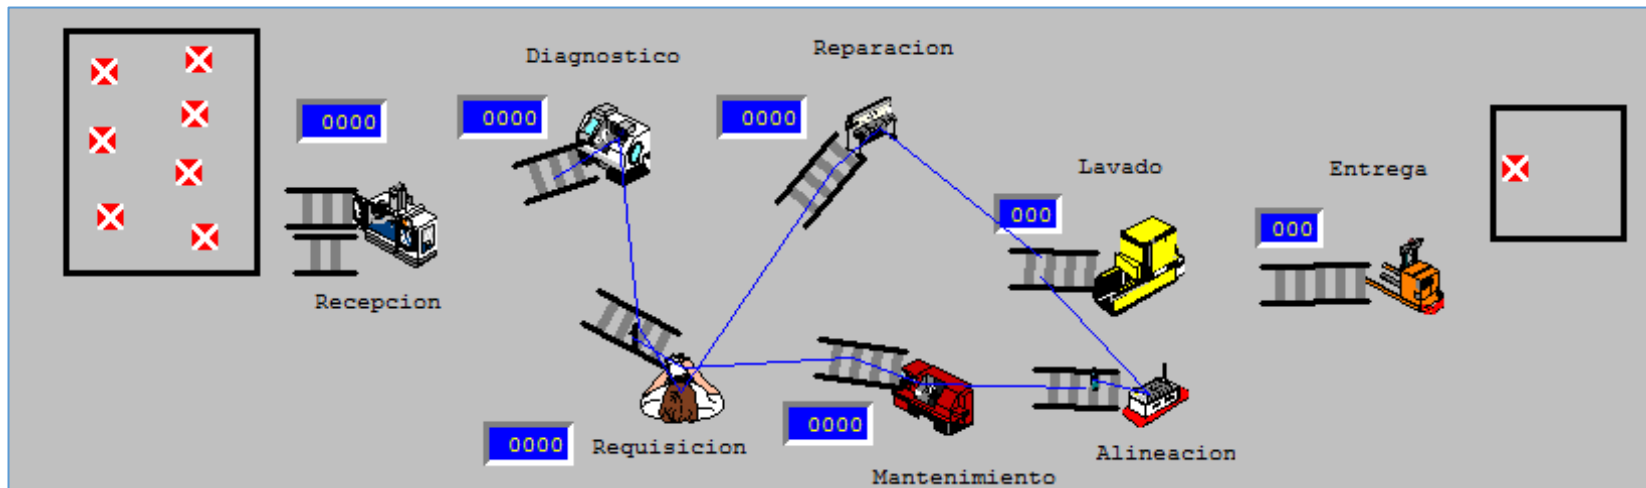 Reparacion
Diagnostico
0000
0000
0000
Lavado
Entrega
000
000
Recepcion
0000
0000
Requisicion
Alineacion
Mantenimiento